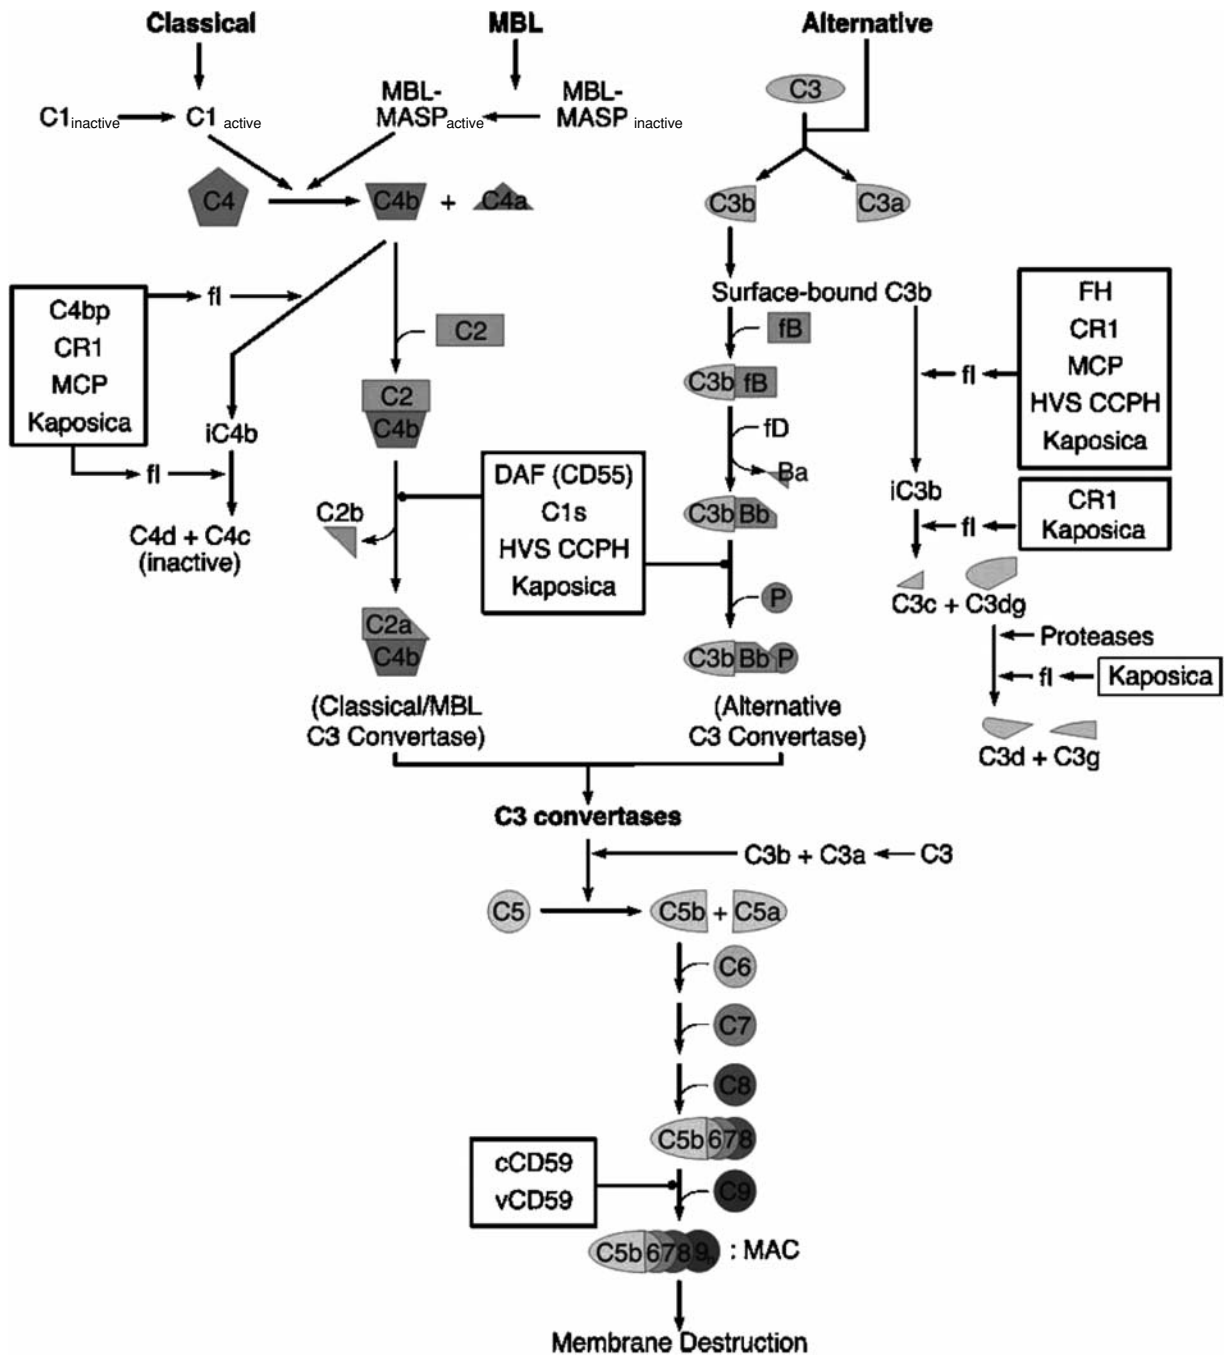 Classical
MBL
Alternative
C3
C1inactive
C1 active
MBL-
MASPactive
MBL-
MASP inactive
C4
C4b
+
C4a
C3b
C3a
Surface-bound C3b
C4bp
CR1
MCP
Kaposica
fI
C2
fB
FH
CR1
MCP
HVS CCPH
Kaposica
fI
C2
C4b
C3b fB
iC4b
fI
fD
Ba
DAF (CD55)
C1s
HVS CCPH
Kaposica
iC3b
CR1
Kaposica
fI
C2b
C3b Bb
C4d + C4c
(inactive)
P
C3c + C3dg
Proteases
fI
Kaposica
C2a
C4b
C3b Bb P
(Classical/MBL
C3 Convertase)
(Alternative
C3 Convertase)
C3d + C3g
C3 convertases
C3b + C3a
C3
C5
C5b + C5a
C6
C7
C8
C5b 678
cCD59
vCD59
C9
C5b 6789n
: MAC
Membrane Destruction